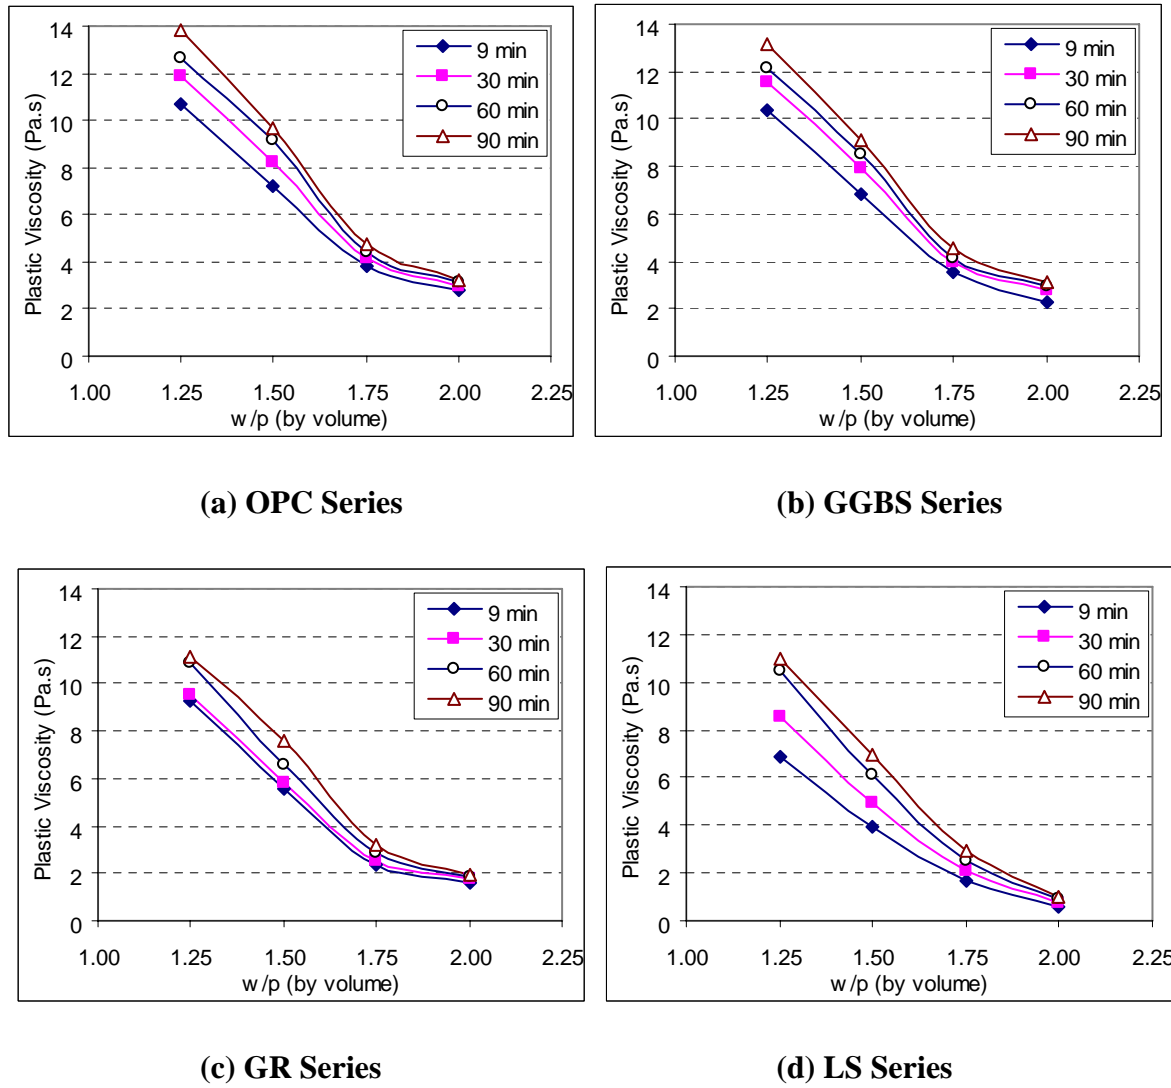 Plastic Viscosity (Pa.s)
14
12
10
8
6
4
2
0
1.00 1.25 1.50 1.75 2.00 2.25
w/p (by volume)
9 min
30 min
60 min
90 min
(a) OPC Series
Plastic Viscosity (Pa.s)
14
12
10
8
6
4
2
0
1.00 1.25 1.50 1.75 2.00 2.25
w/p (by volume)
9 min
30 min
60 min
90 min
(b) GGBS Series
Plastic Viscosity (Pa.s)
14
12
10
8
6
4
2
0
1.00 1.25 1.50 1.75 2.00 2.25
w/p (by volume)
9 min
30 min
60 min
90 min
(c) GR Series
Plastic Viscosity (Pa.s)
14
12
10
8
6
4
2
0
1.00 1.25 1.50 1.75 2.00 2.25
w/p (by volume)
9 min
30 min
60 min
90 min
(d) LS Series